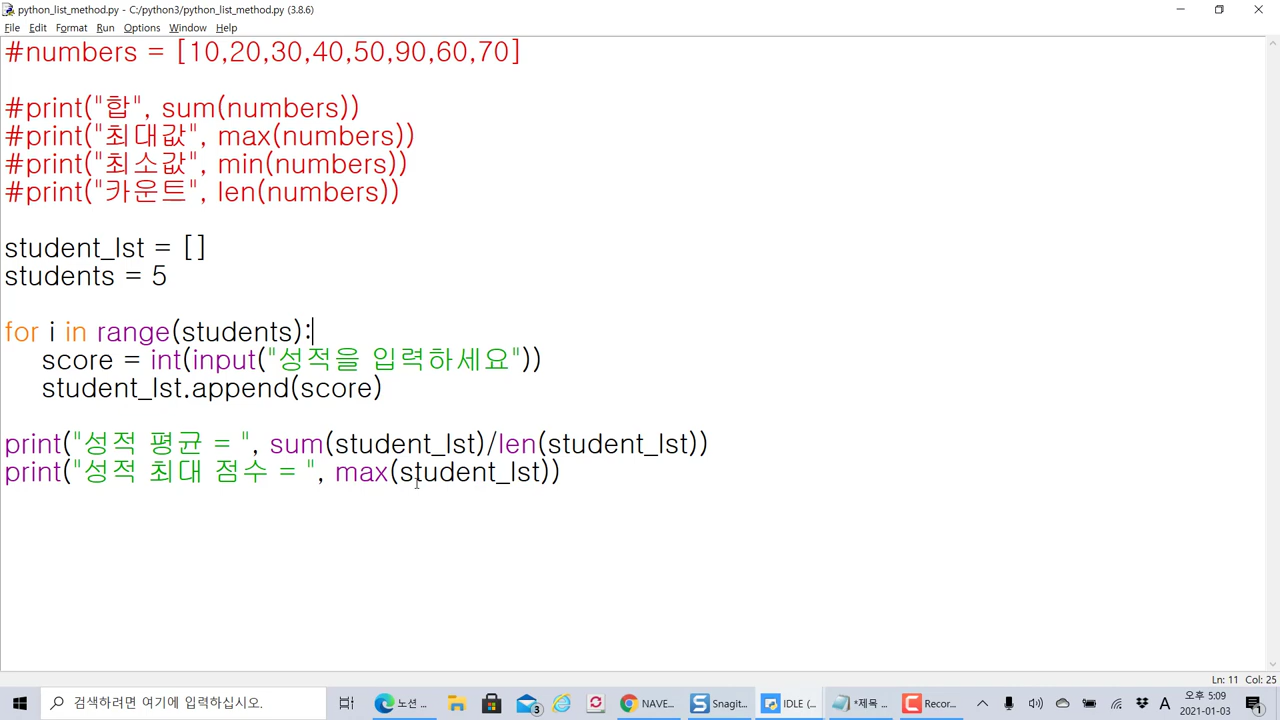 python_list_method.py - C:/python3/python_list_method.py (3.8.6)
File Edit Format Run Options Window Help
#numbers = [10,20,30,40,50,90,60,70]
#print("합", sum(numbers))
#print("최대값", max(numbers))
#print("최소값", min(numbers))
#print("카운트", len(numbers))
student_lst = []
students = 5
for i in range(students):
score = int(input("성적을 입력하세요"))
student_lst.append(score)
print("성적 평균 = ", sum(student_lst)/len(student_lst))
print("성적 최대 점수 = ", max(student_lst))
Ln: 11 Col: 25
검색하려면 여기에 입력하십시오.
노션 ...
3
NAVE...
Snagit...
IDLE (...
*제목 ...
Recor...
A
오후 5:09
2021-01-03
1